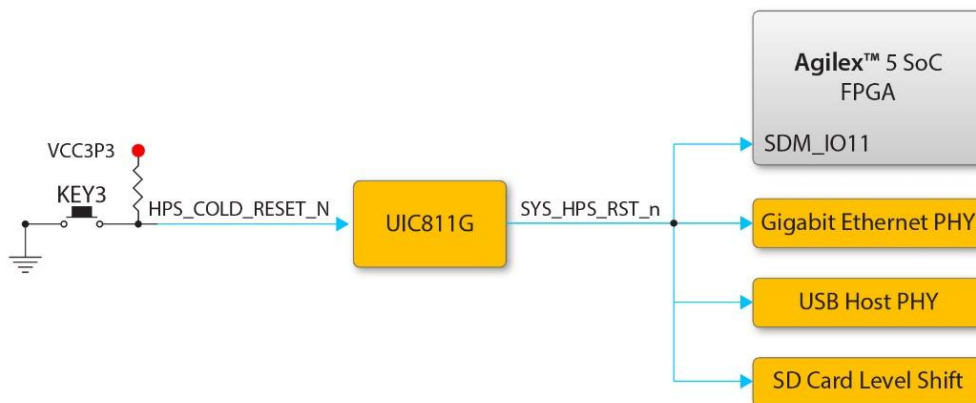 Agilex™ 5 SoC
FPGA
SDM_IO11
VCC3P3
KEY3
HPS_COLD_RESET_N
UIC811G
SYS_HPS_RST_n
Gigabit Ethernet PHY
USB Host PHY
SD Card Level Shift